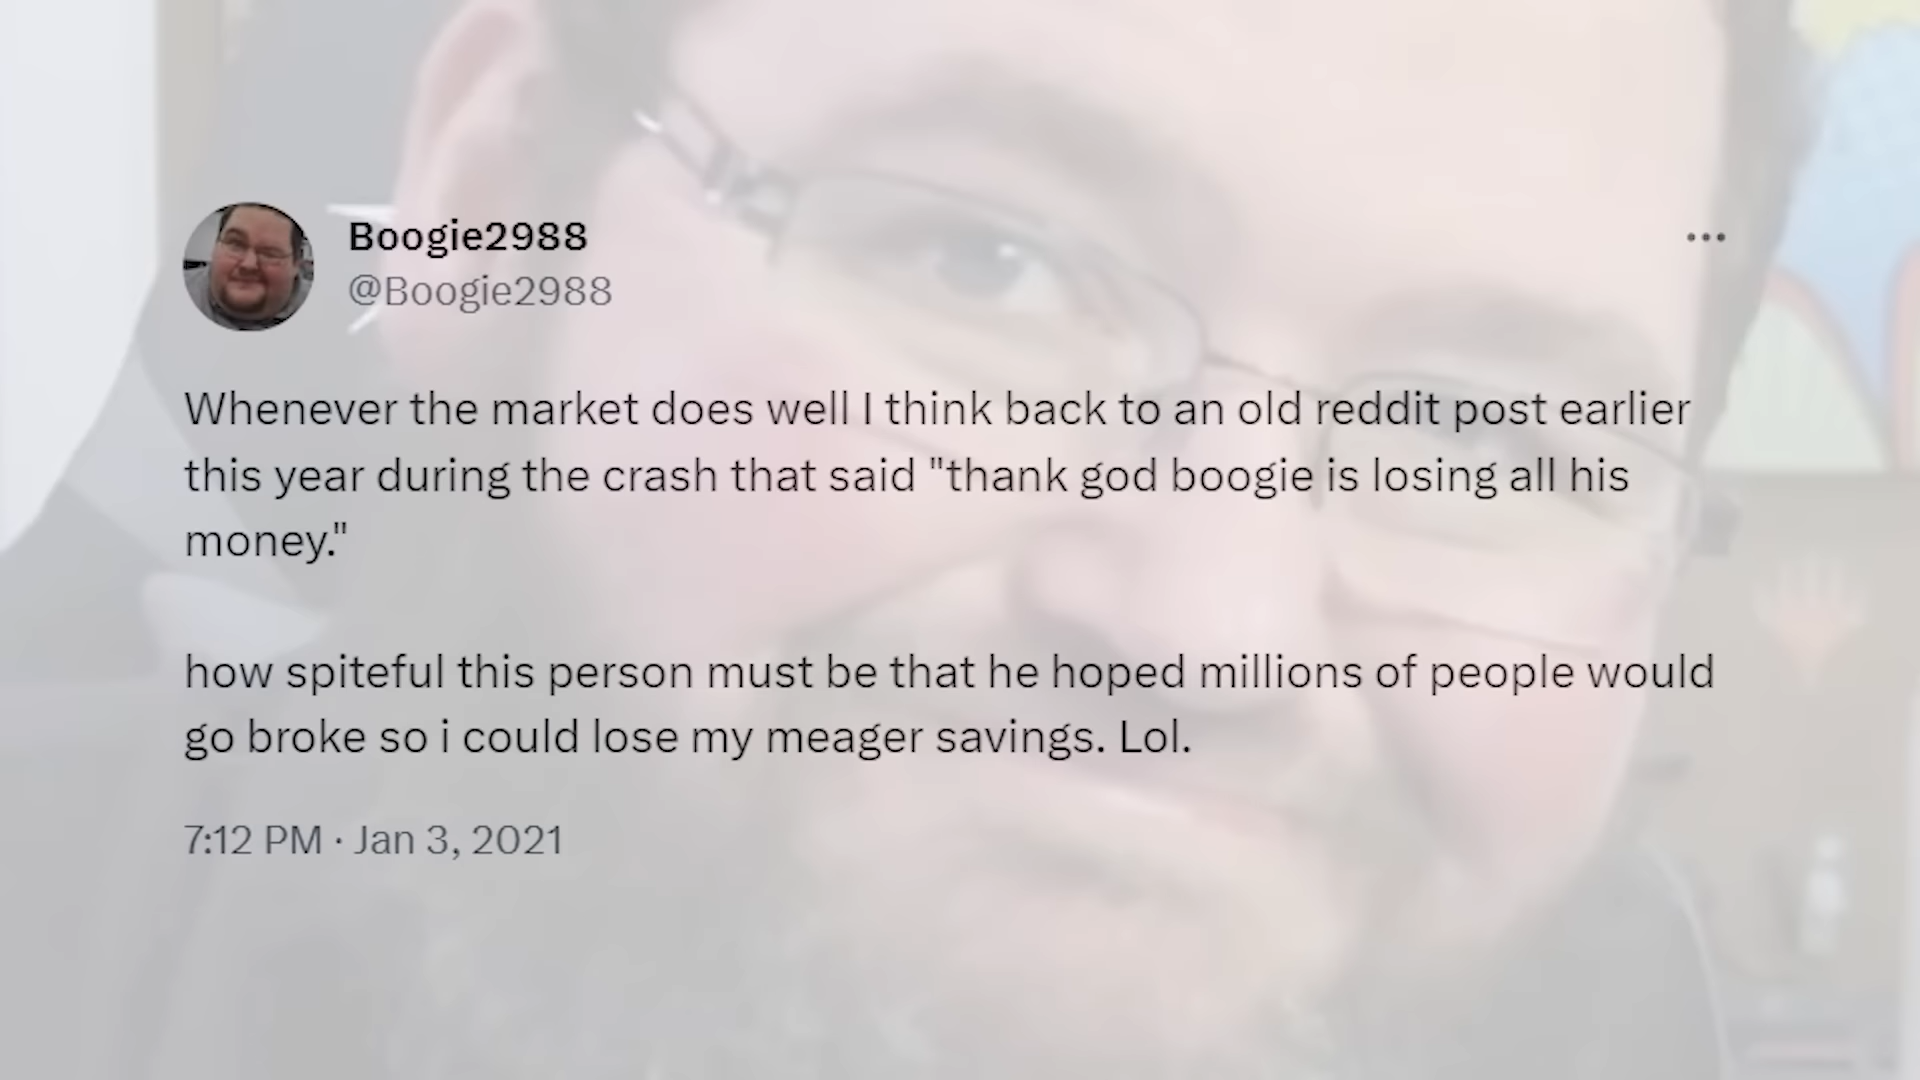 Boogie2988
@Boogie2988
Whenever the market does well I think back to an old reddit post earlier
this year during the crash that said "thank god boogie is losing all his
money."
how spiteful this person must be that he hoped millions of people would
go broke so i could lose my meager savings. Lol.
7:12 PM · Jan 3, 2021